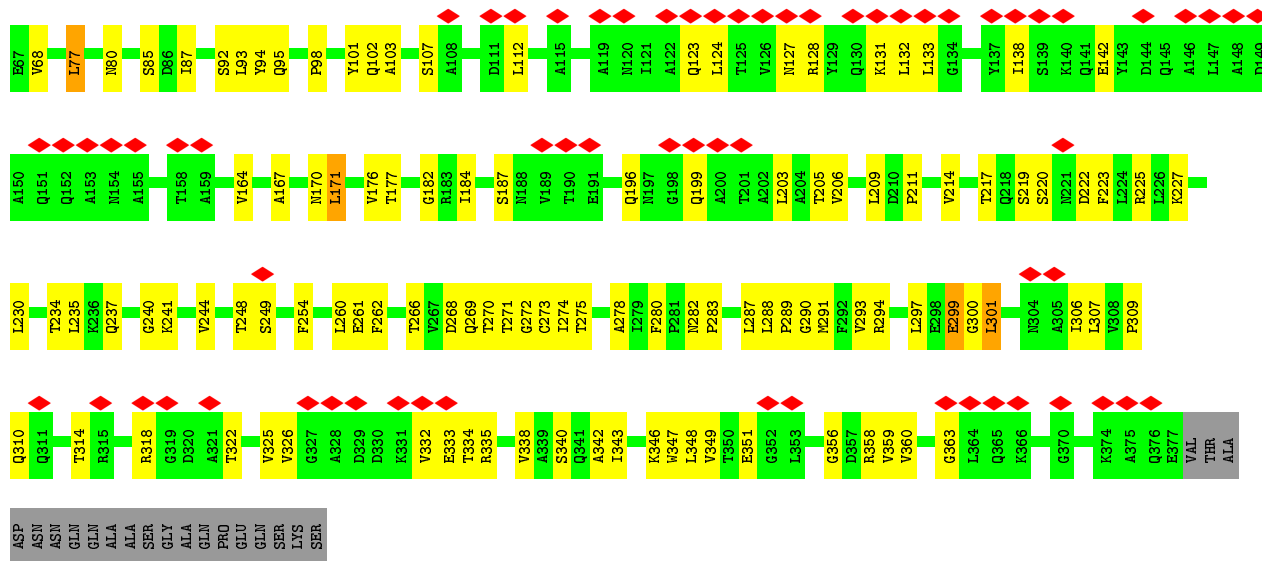 E67 V68 L77 N80 S85 D86 I87 S92 L93 Y94 Q95 P98 Y101 Q102 A103 S107 A108 D111 L112 A115 A119 N120 I121 A122 Q123 L124 T125 V126 N127 R128 Y129 Q130 K131 L132 L133 G134 Y137 I138 S139 K140 Q141 E142 Y143 D144 Q145 A146 L147 A148 D149
A150 Q151 Q152 A153 N154 A155 T158 A159 V164 A167 N170 L171 V176 T177 G182 R183 I184 S187 N188 V189 T190 E191 Q196 N197 G198 Q199 A200 T201 A202 L203 A204 T205 V206 L209 D210 P211 V214 T217 Q218 S219 S220 N221 D222 F223 L224 R225 L226 K227
L230 T234 L235 K236 Q237 G240 K241 V244 T248 S249 F254 L260 E261 F262 T266 V267 D268 Q269 T270 T271 G272 C273 I274 T275 A278 I279 F280 P281 N282 P283 L287 L288 P289 G290 M291 F292 V293 R294 L297 E298 E299 G300 L301 N304 A305 I306 L307 V308 P309
Q310 Q311 T314 R315 R318 G319 D320 A321 T322 V325 V326 G327 A328 D329 D330 K331 V332 E333 T334 R335 V338 A339 S340 Q341 A342 I343 K346 W347 L348 V349 T350 E351 G352 L353 G356 D357 R358 V359 V360 G363 L364 Q365 K366 G370 K374 A375 Q376 E377 VAL THR ALA
ASP ASN ASN GLN GLN ALA ALA SER GLY ALA GLN PRO GLU GLN SER LYS SER